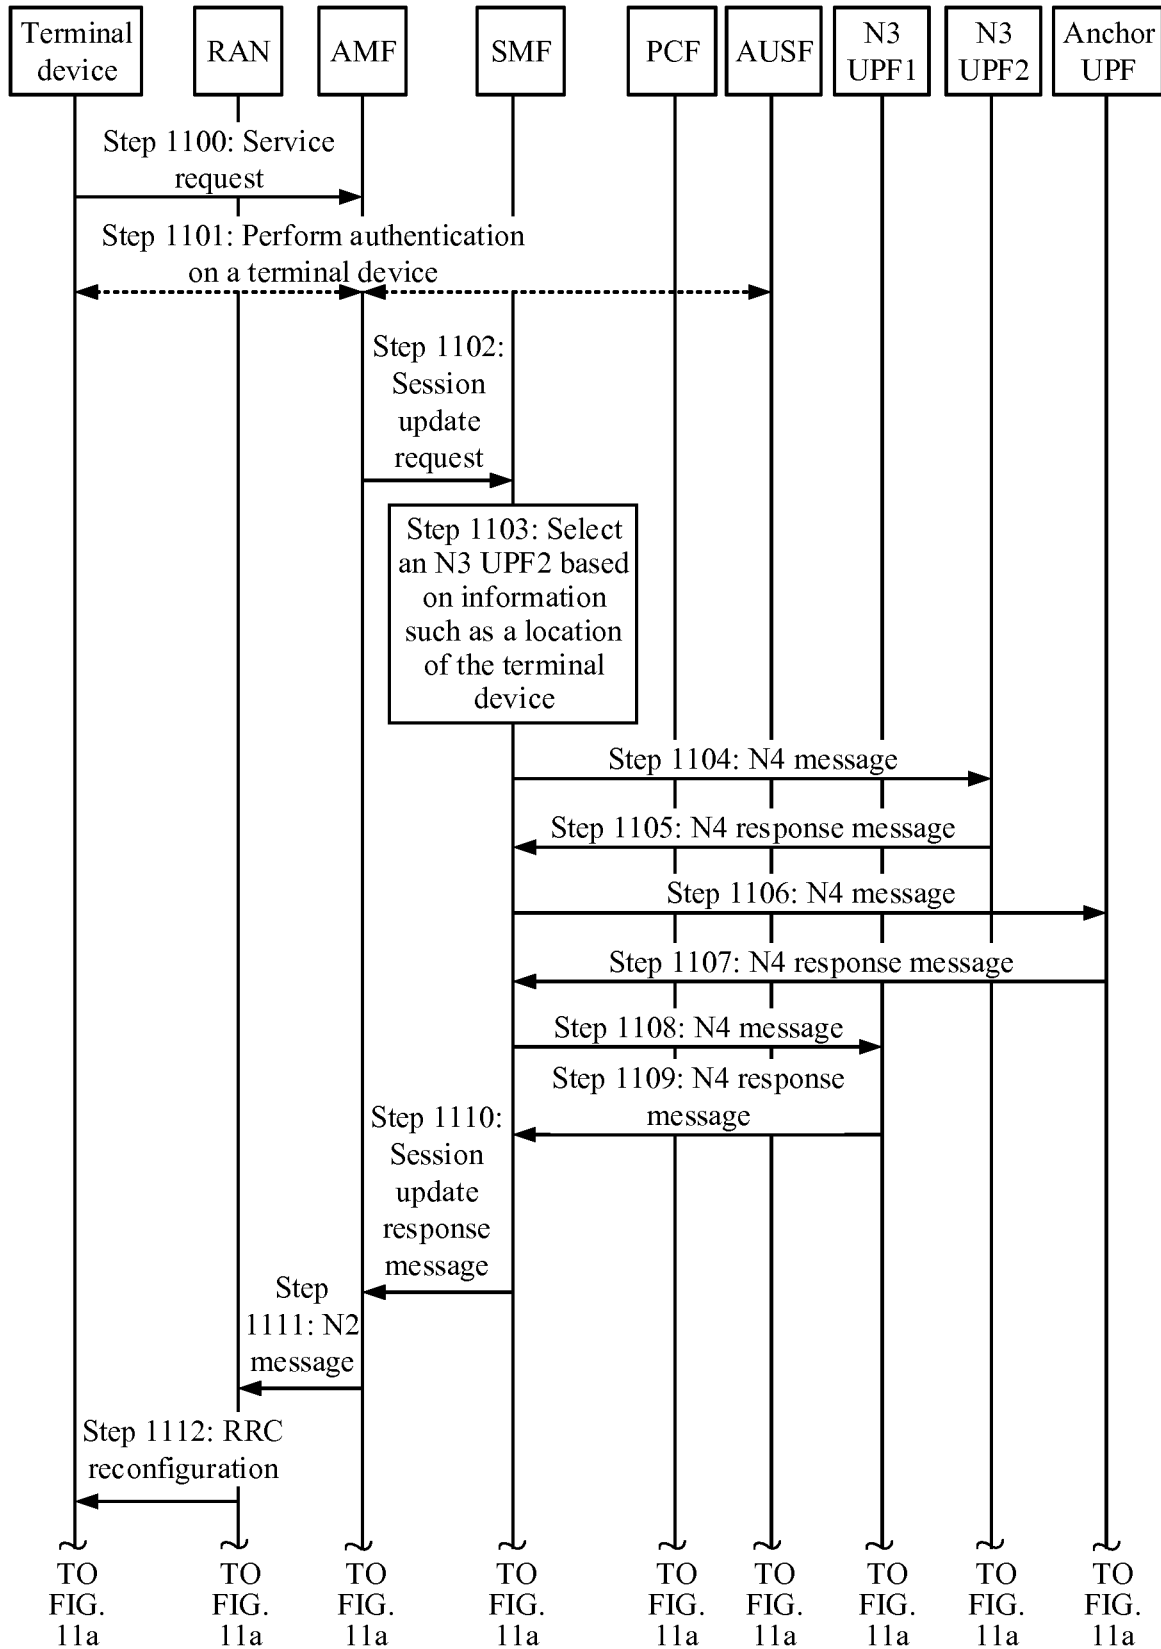 Terminal
device
RAN
AMF
SMF
PCF
AUSF
N3
UPF1
N3
UPF2
Anchor
UPF
Step 1100: Service
request
Step 1101: Perform authentication
on a terminal device
Step 1102:
Session
update
request
Step 1103: Select
an N3 UPF2 based
on information
such as a location
of the terminal
device
Step 1104: N4 message
Step 1105: N4 response message
Step 1106: N4 message
Step 1107: N4 response message
Step 1108: N4 message
Step 1109: N4 response
message
Step 1110:
Session
update
response
message
Step
1111: N2
message
Step 1112: RRC
reconfiguration
TO
FIG.
11a
TO
FIG.
11a
TO
FIG.
11a
TO
FIG.
11a
TO
FIG.
11a
TO
FIG.
11a
TO
FIG.
11a
TO
FIG.
11a
TO
FIG.
11a